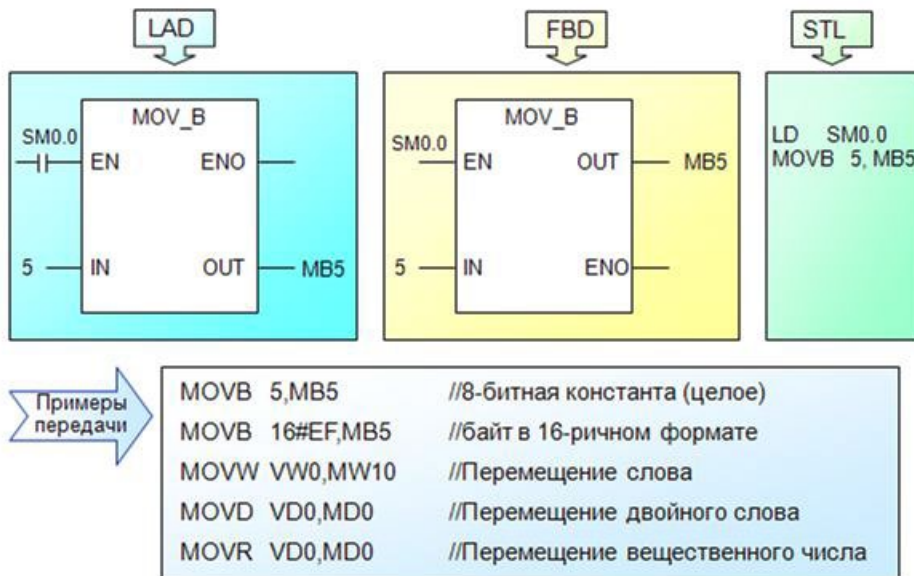 LAD
FBD
STL
MOV_B
SM0.0
EN ENO
5 IN OUT MB5
MOV_B
SM0.0
EN OUT MB5
5 IN ENO
LD SM0.0
MOVB 5, MB5
Примеры
передачи
MOVB 5,MB5 //8-битная константа (целое)
MOVB 16#EF,MB5 //байт в 16-ричном формате
MOVW VW0,MW10 //Перемещение слова
MOVD VD0,MD0 //Перемещение двойного слова
MOVR VD0,MD0 //Перемещение вещественного числа